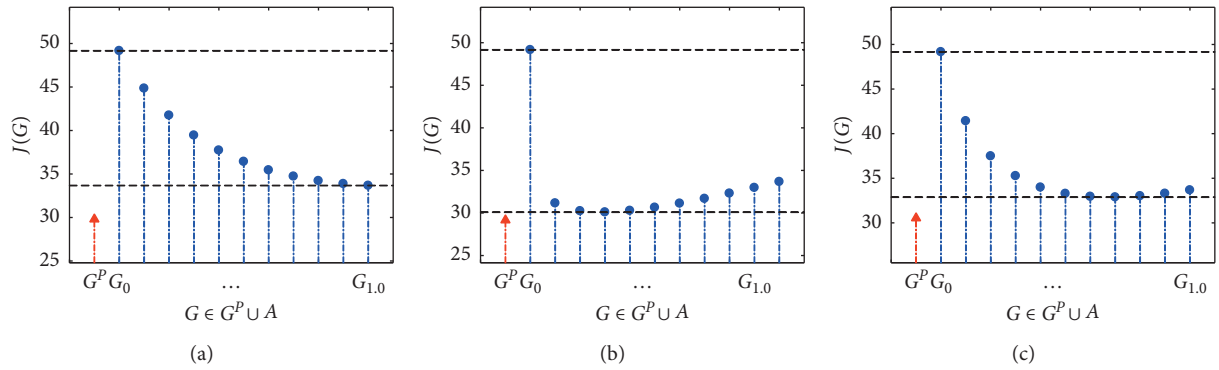 50
45
40
35
30
25
J(G)
G^P G_0
…
G_{1.0}
G ∈ G^P ∪ A
(a)
50
45
40
35
30
25
J(G)
G^P G_0
…
G_{1.0}
G ∈ G^P ∪ A
(b)
50
45
40
35
30
J(G)
G^P G_0
…
G_{1.0}
G ∈ G^P ∪ A
(c)